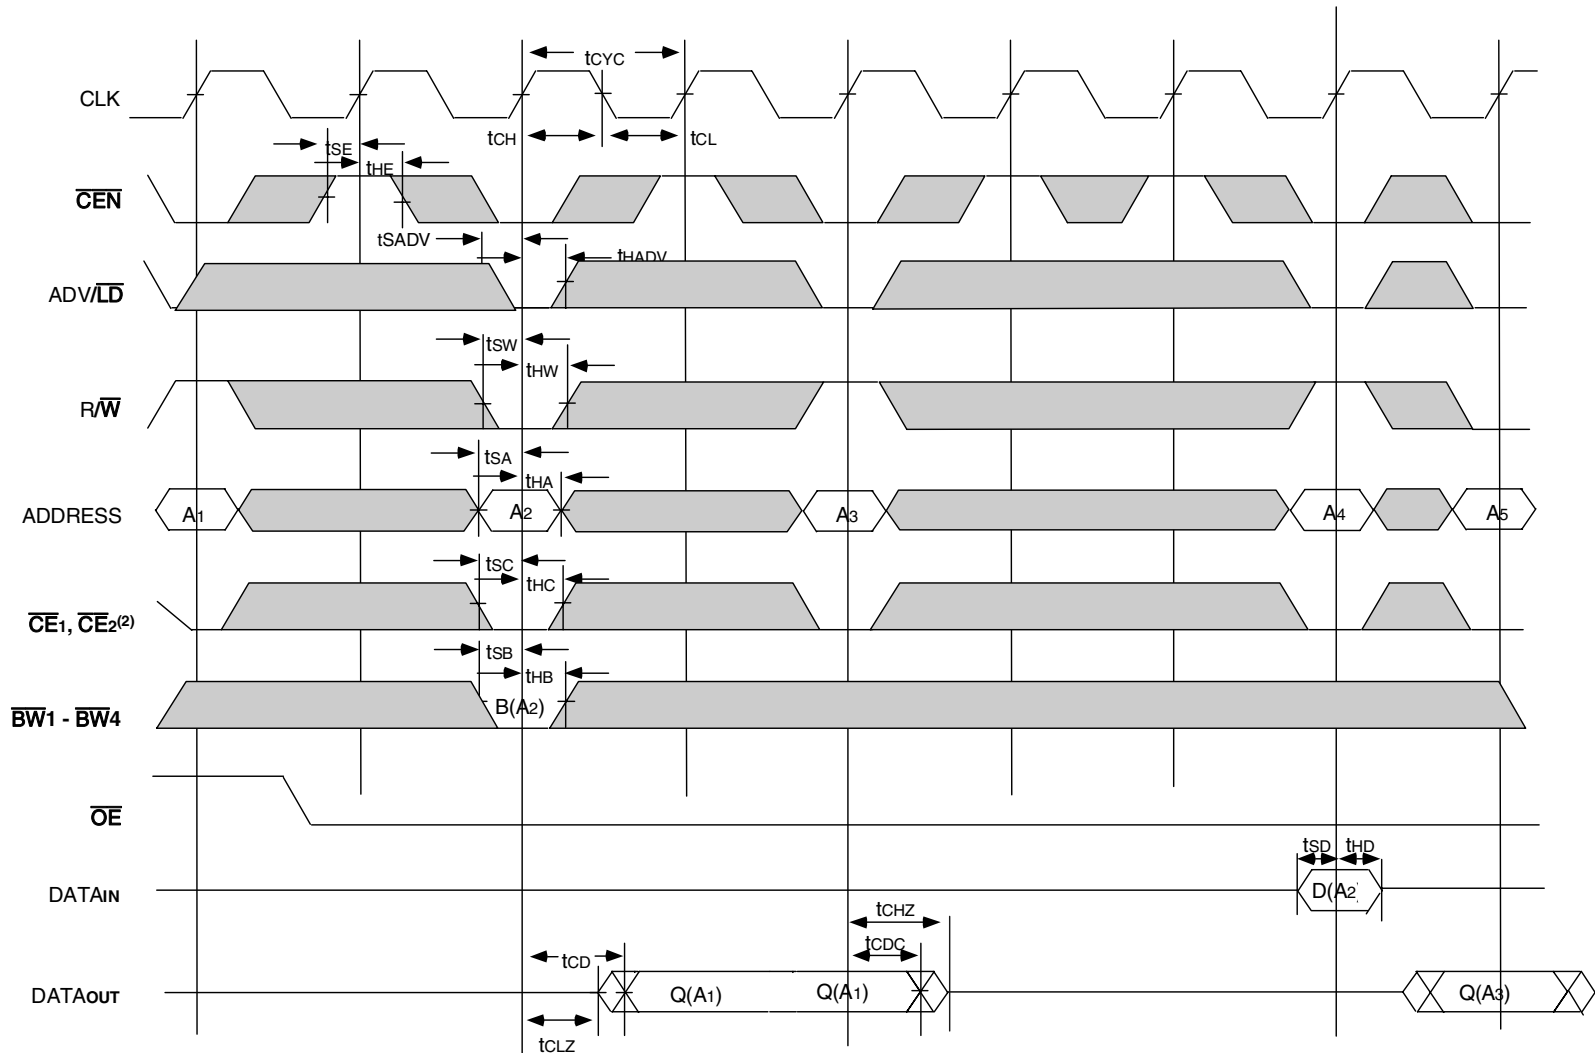 tCYC
CLK
tCH
tCL
tSE
tHE
CEN
tSADV
tHADV
ADV/LD
tSW
tHW
R/W
tSA
tHA
ADDRESS
A1
A2
A3
A4
A5
tSC
tHC
CE1, CE2(2)
tSB
tHB
B(A2)
BW1 - BW4
OE
tSD
tHD
DATAIN
D(A2)
tCHZ
tCDC
tCD
DATAOUT
Q(A1)
Q(A1)
Q(A3)
tCLZ